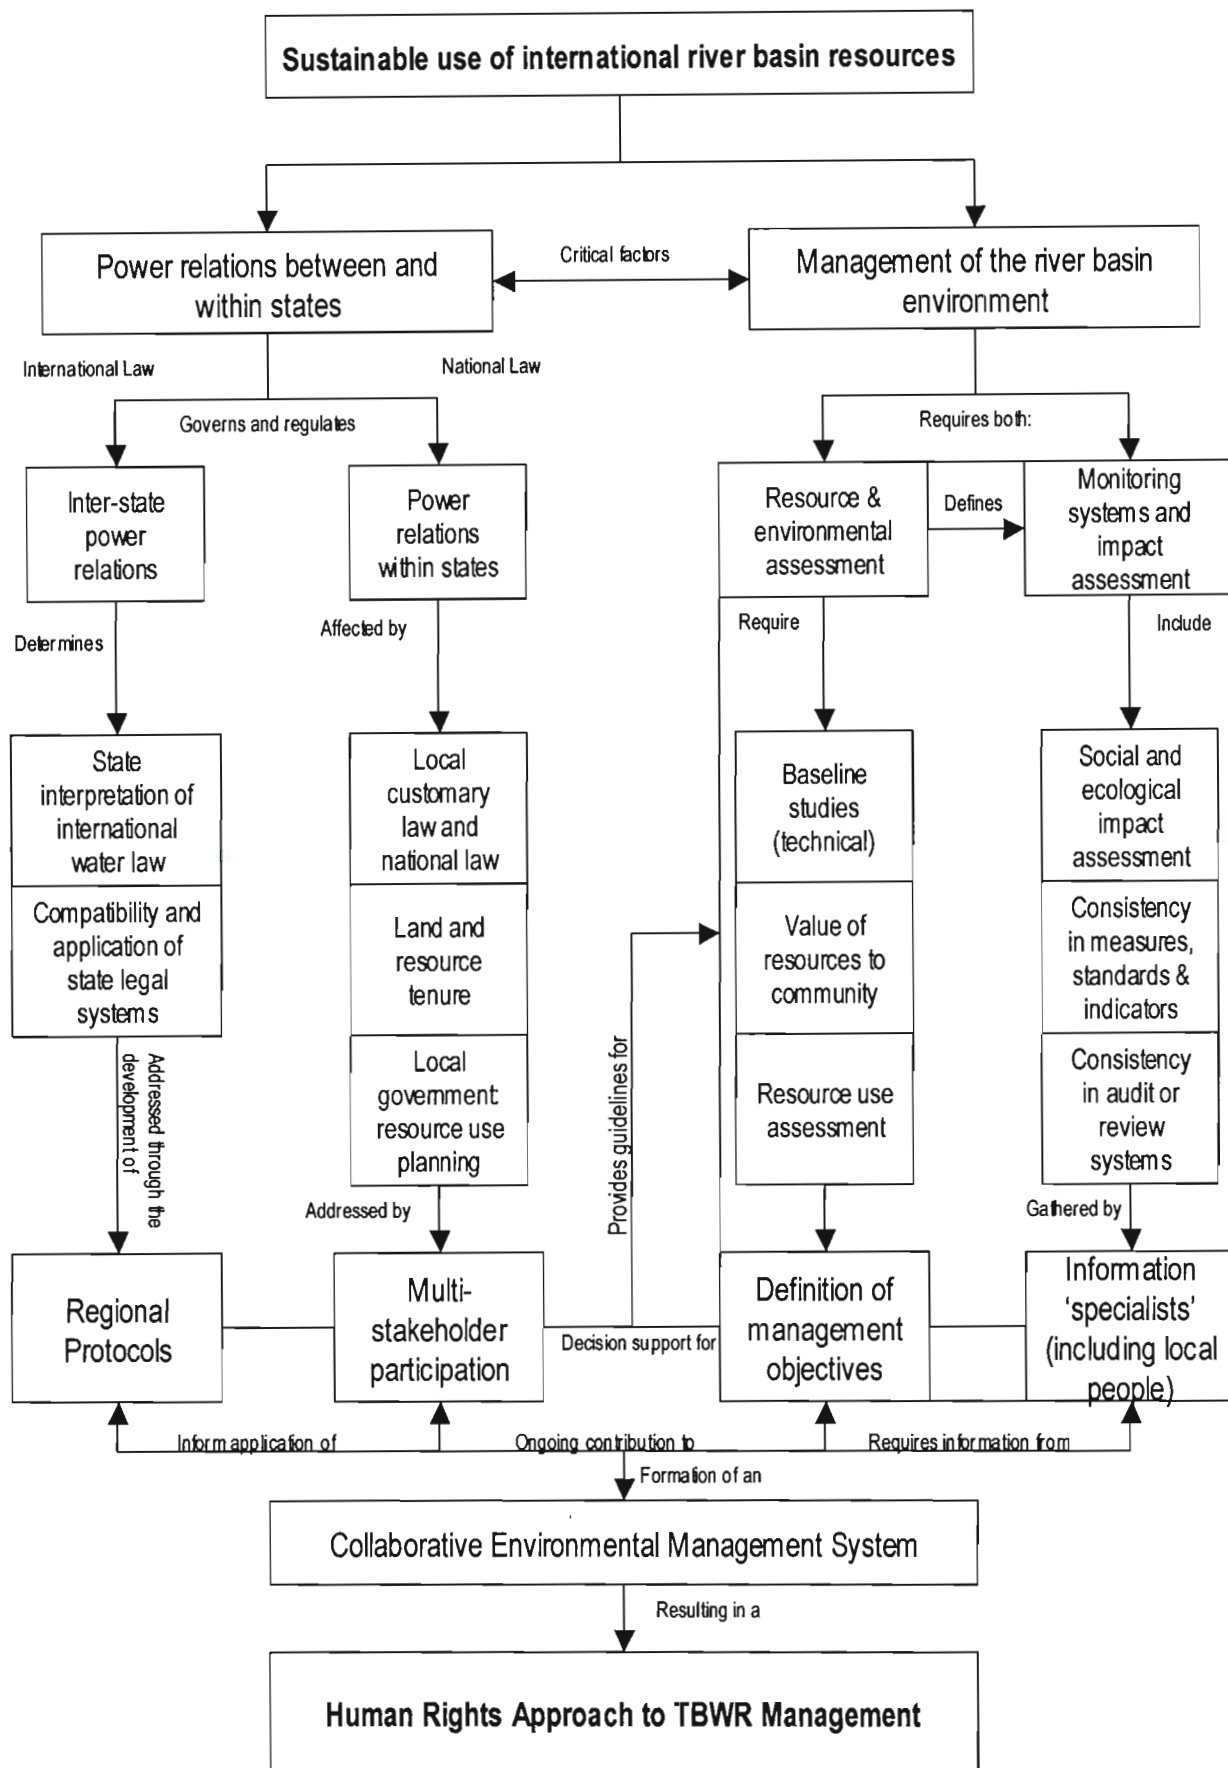 Sustainable use of international river basin resources
Power relations between and
within states
Critical factors
Management of the river basin
environment
International Law
National Law
Governs and regulates
Requires both:
Inter-state
power
relations
Power
relations
within states
Resource &
environmental
assessment
Defines
Monitoring
systems and
impact
assessment
Determines
Affected by
Require
Include
State
interpretation of
international
water law
Compatibility and
application of
state legal
systems
Local
customary
law and
national law
Land and
resource
tenure
Local
government:
resource use
planning
Baseline
studies
(technical)
Value of
resources to
community
Resource use
assessment
Social and
ecological
impact
assessment
Consistency
in measures,
standards &
indicators
Consistency
in audit or
review
systems
Addressed through the
development of
Addressed by
Provides guidelines for
Gathered by
Regional
Protocols
Multi-
stakeholder
participation
Decision support for
Definition of
management
objectives
Information
‘specialists’
(including local
people)
Inform application of
Ongoing contribution to
Requires information from
Formation of an
Collaborative Environmental Management System
Resulting in a
Human Rights Approach to TBWR Management